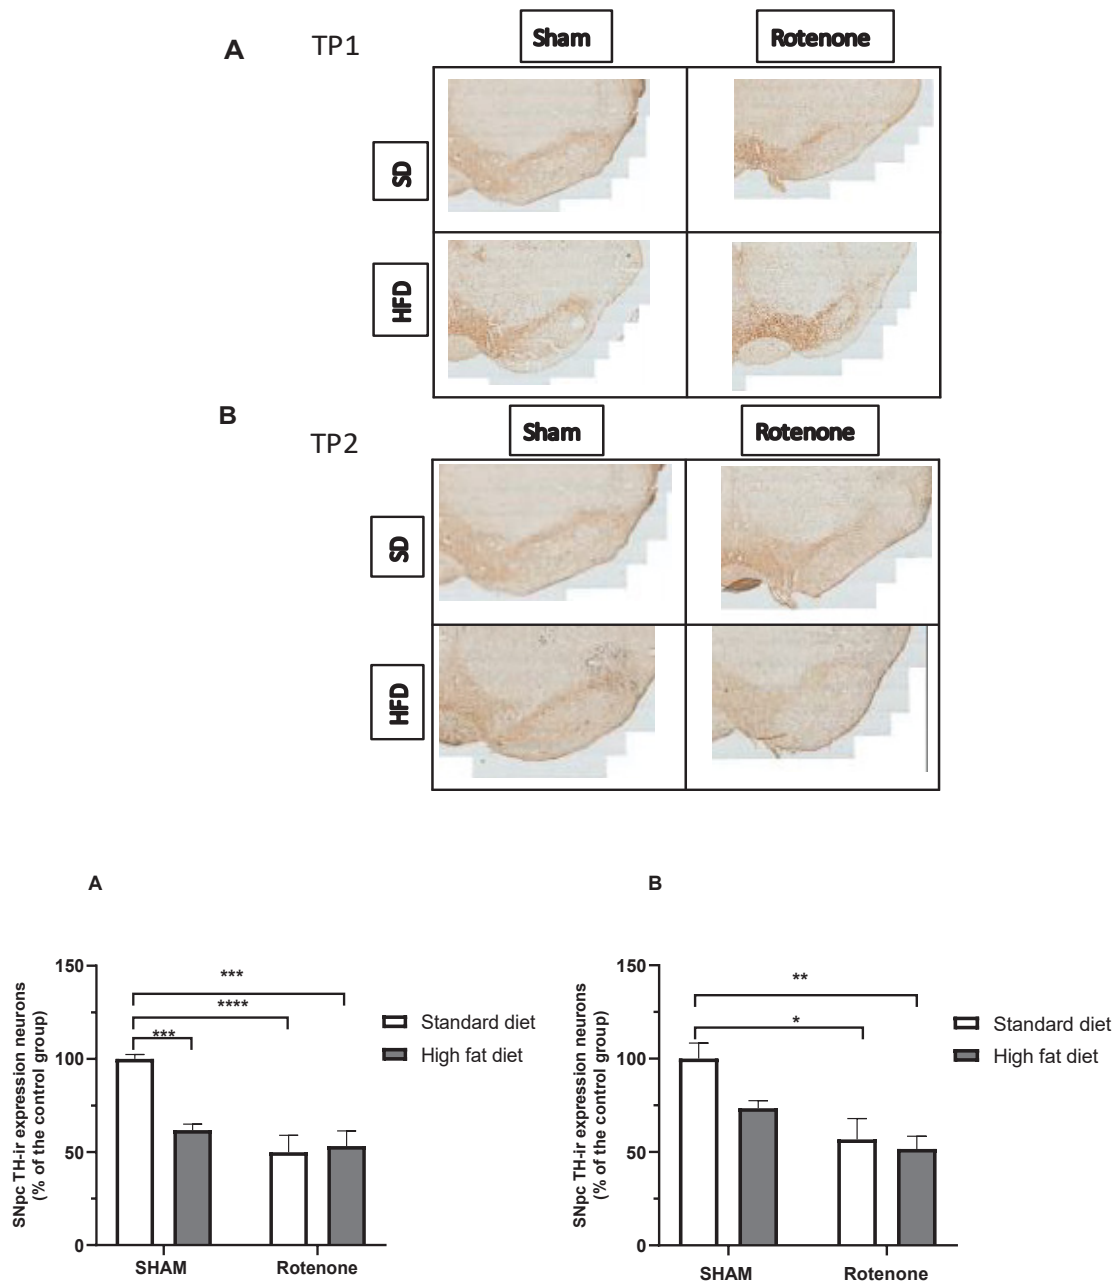 A
TP1
Sham
Rotenone
SD
HFD
B
TP2
Sham
Rotenone
SD
HFD
A
SNpc TH-ir expression neurons
(% of the control group)
150
100
50
0
***
****
***
SHAM
Rotenone
Standard diet
High fat diet
B
SNpc TH-ir expression neurons
(% of the control group)
150
100
50
0
**
*
SHAM
Rotenone
Standard diet
High fat diet